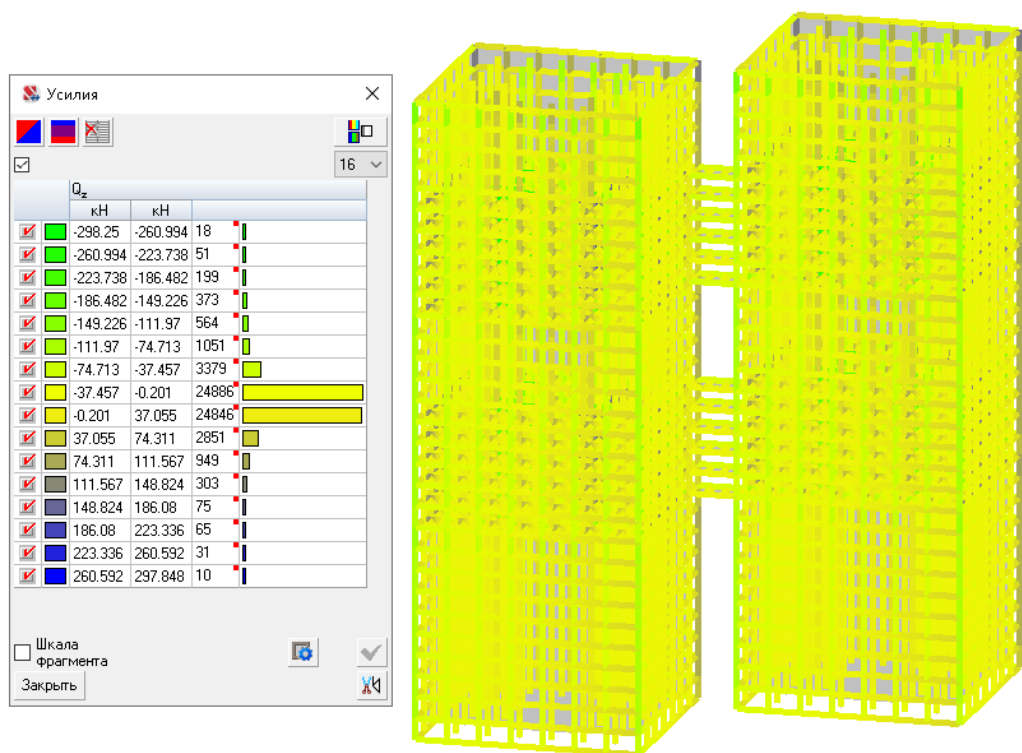 Усилия
16
Qz
кН кН
-298.25 -260.994 18
-260.994 -223.738 51
-223.738 -186.482 199
-186.482 -149.226 373
-149.226 -111.97 564
-111.97 -74.713 1051
-74.713 -37.457 3379
-37.457 -0.201 24886
-0.201 37.055 24846
37.055 74.311 2851
74.311 111.567 949
111.567 148.824 303
148.824 186.08 75
186.08 223.336 65
223.336 260.592 31
260.592 297.848 10
Шкала
фрагмента
Закрыть